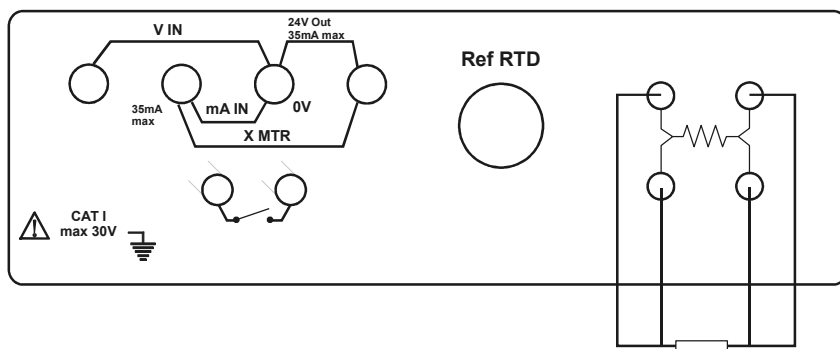 V IN
24V Out
35mA max
Ref RTD
35mA
max
mA IN
0V
X MTR
CAT I
max 30V